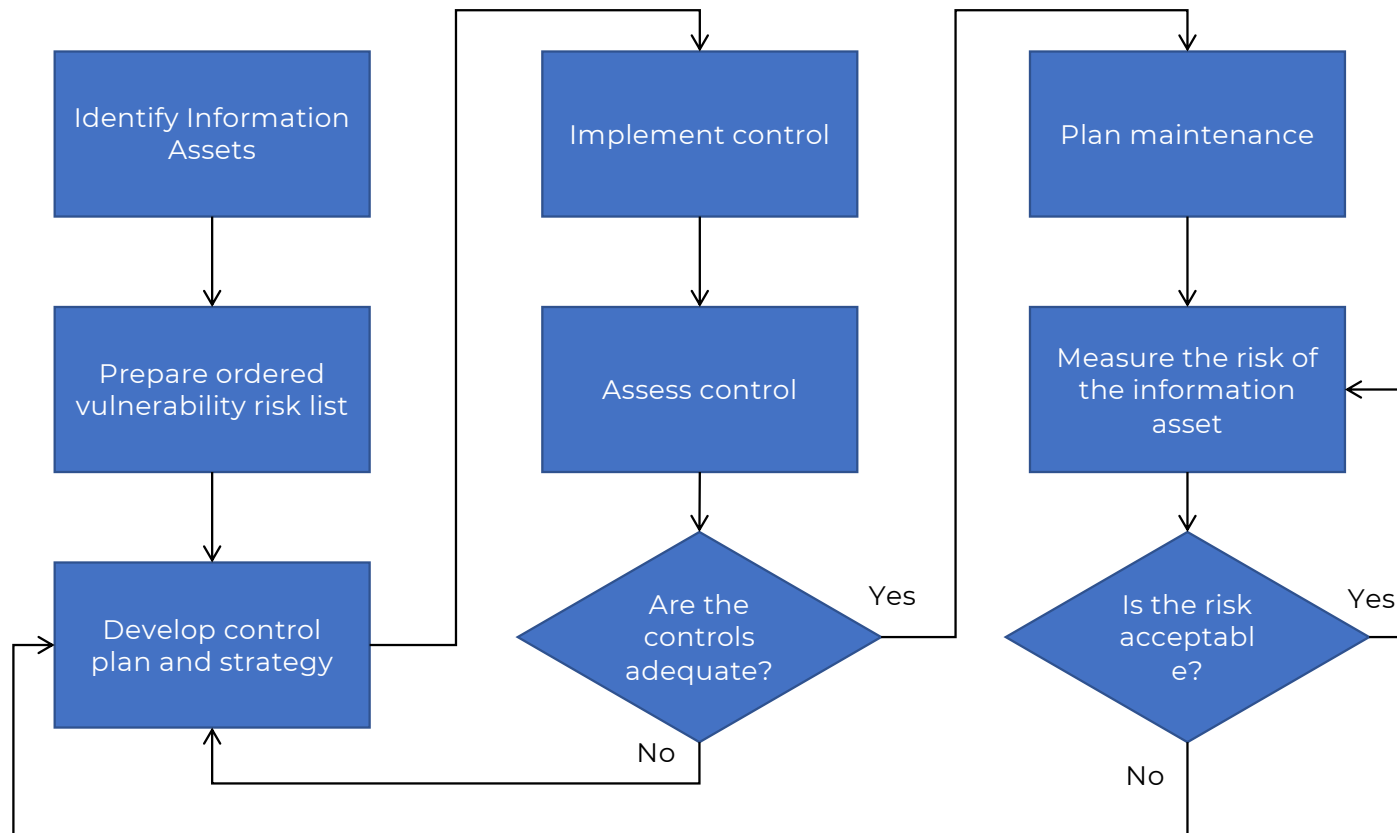 Identify Information
Assets
Prepare ordered
vulnerability risk list
Develop control
plan and strategy
Implement control
Assess control
Are the
controls
adequate?
Yes
No
Plan maintenance
Measure the risk of
the information
asset
Is the risk
acceptabl
e?
Yes
No